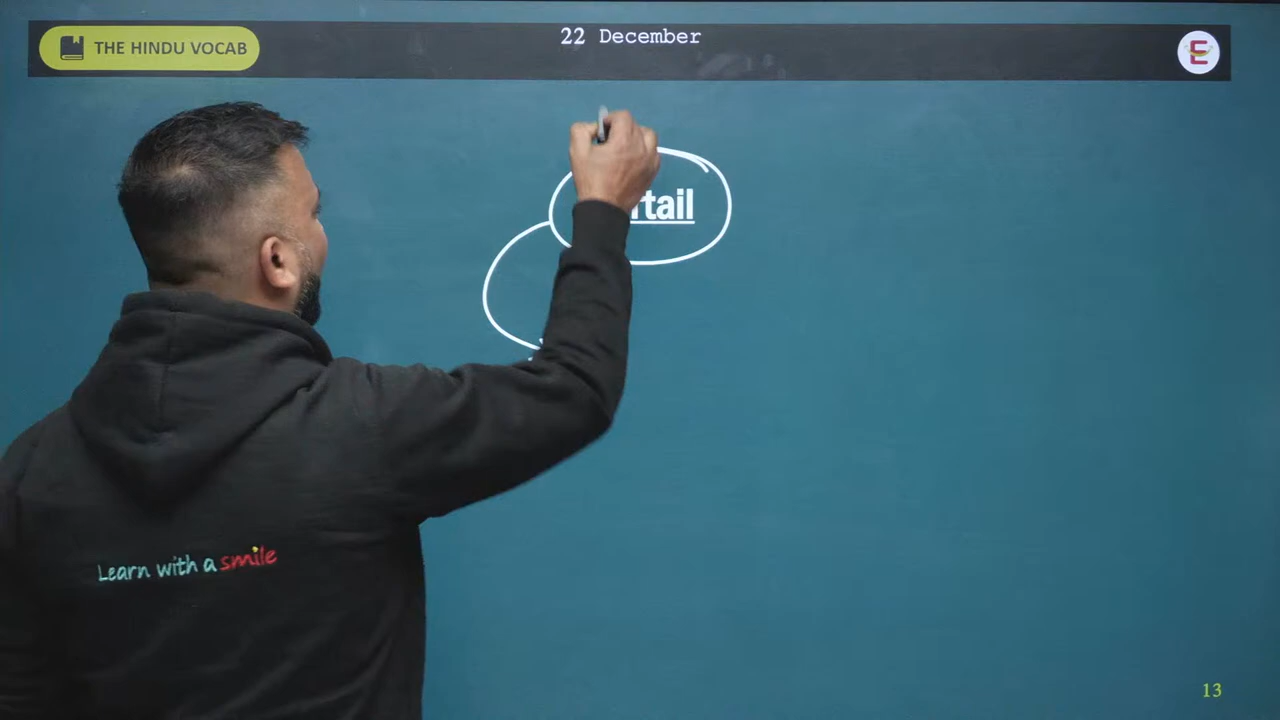 THE HINDU VOCAB
22 December
rtail
Learn with a smile
13